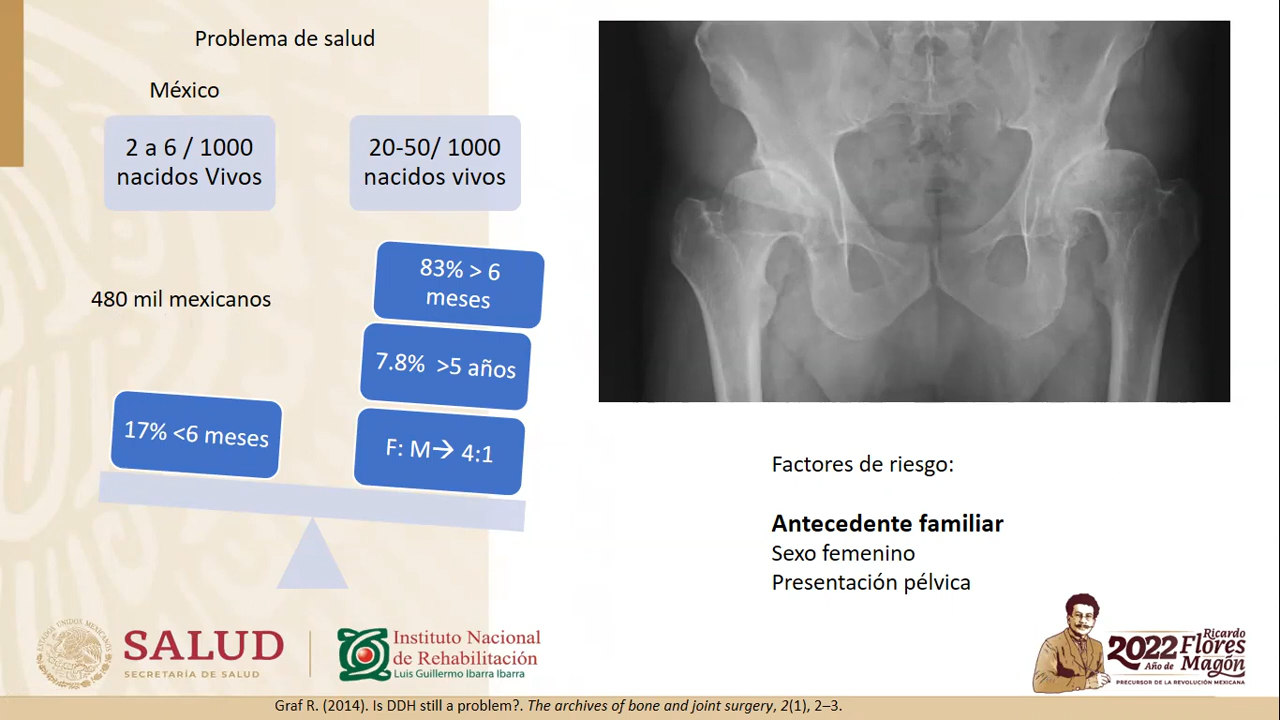 Problema de salud
México
2 a 6 / 1000
nacidos Vivos
20-50/ 1000
nacidos vivos
83% > 6
meses
480 mil mexicanos
7.8%  >5 años
17% <6 meses
F: M→ 4:1
Factores de riesgo:
Antecedente familiar
Sexo femenino
Presentación pélvica
ESTADOS UNIDOS MEXICANOS
SALUD
SECRETARÍA DE SALUD
Instituto Nacional
de Rehabilitación
Luis Guillermo Ibarra Ibarra
2022 Ricardo
Flores
Año de Magón
PRECURSOR DE LA REVOLUCIÓN MEXICANA
Graf R. (2014). Is DDH still a problem?. The archives of bone and joint surgery, 2(1), 2–3.